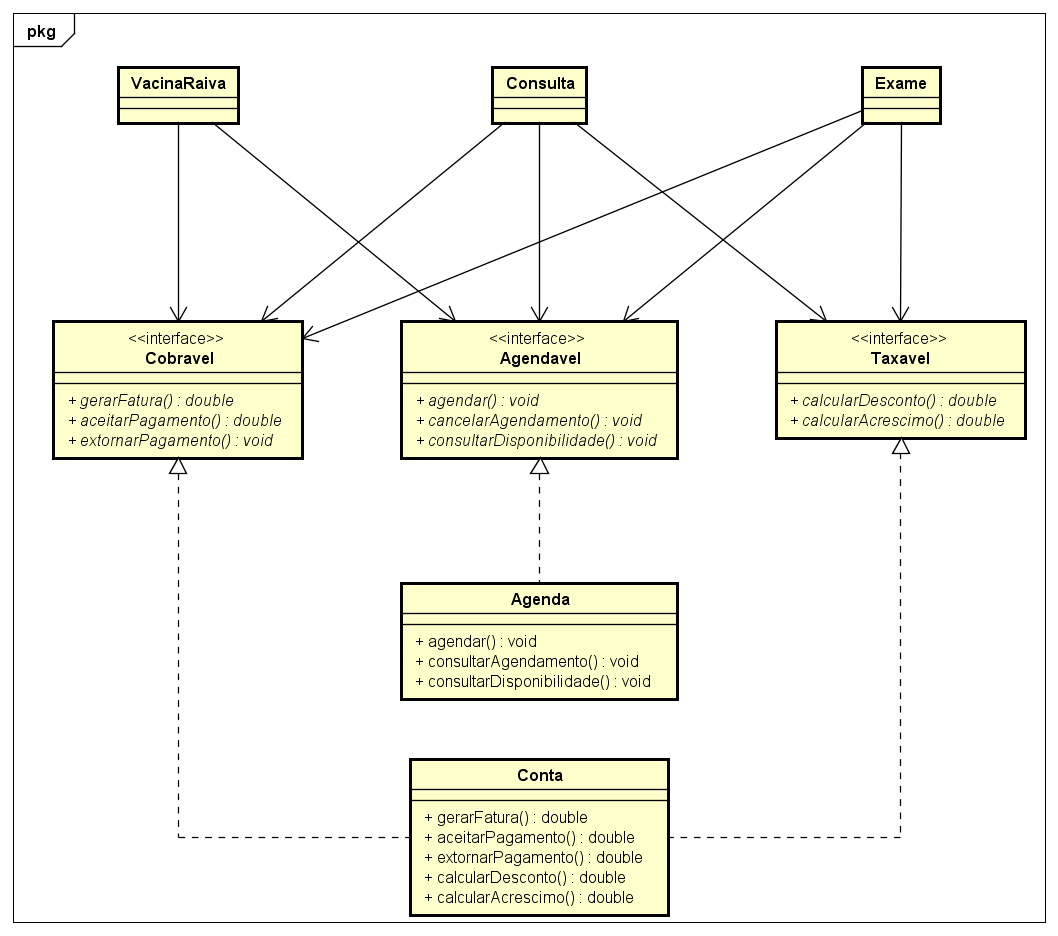 pkg
VacinaRaiva
Consulta
Exame
<<interface>>
Cobravel
+ gerarFatura() : double
+ aceitarPagamento() : double
+ extornarPagamento() : void
<<interface>>
Agendavel
+ agendar() : void
+ cancelarAgendamento() : void
+ consultarDisponibilidade() : void
<<interface>>
Taxavel
+ calcularDesconto() : double
+ calcularAcrescimo() : double
Agenda
+ agendar() : void
+ consultarAgendamento() : void
+ consultarDisponibilidade() : void
Conta
+ gerarFatura() : double
+ aceitarPagamento() : double
+ extornarPagamento() : double
+ calcularDesconto() : double
+ calcularAcrescimo() : double